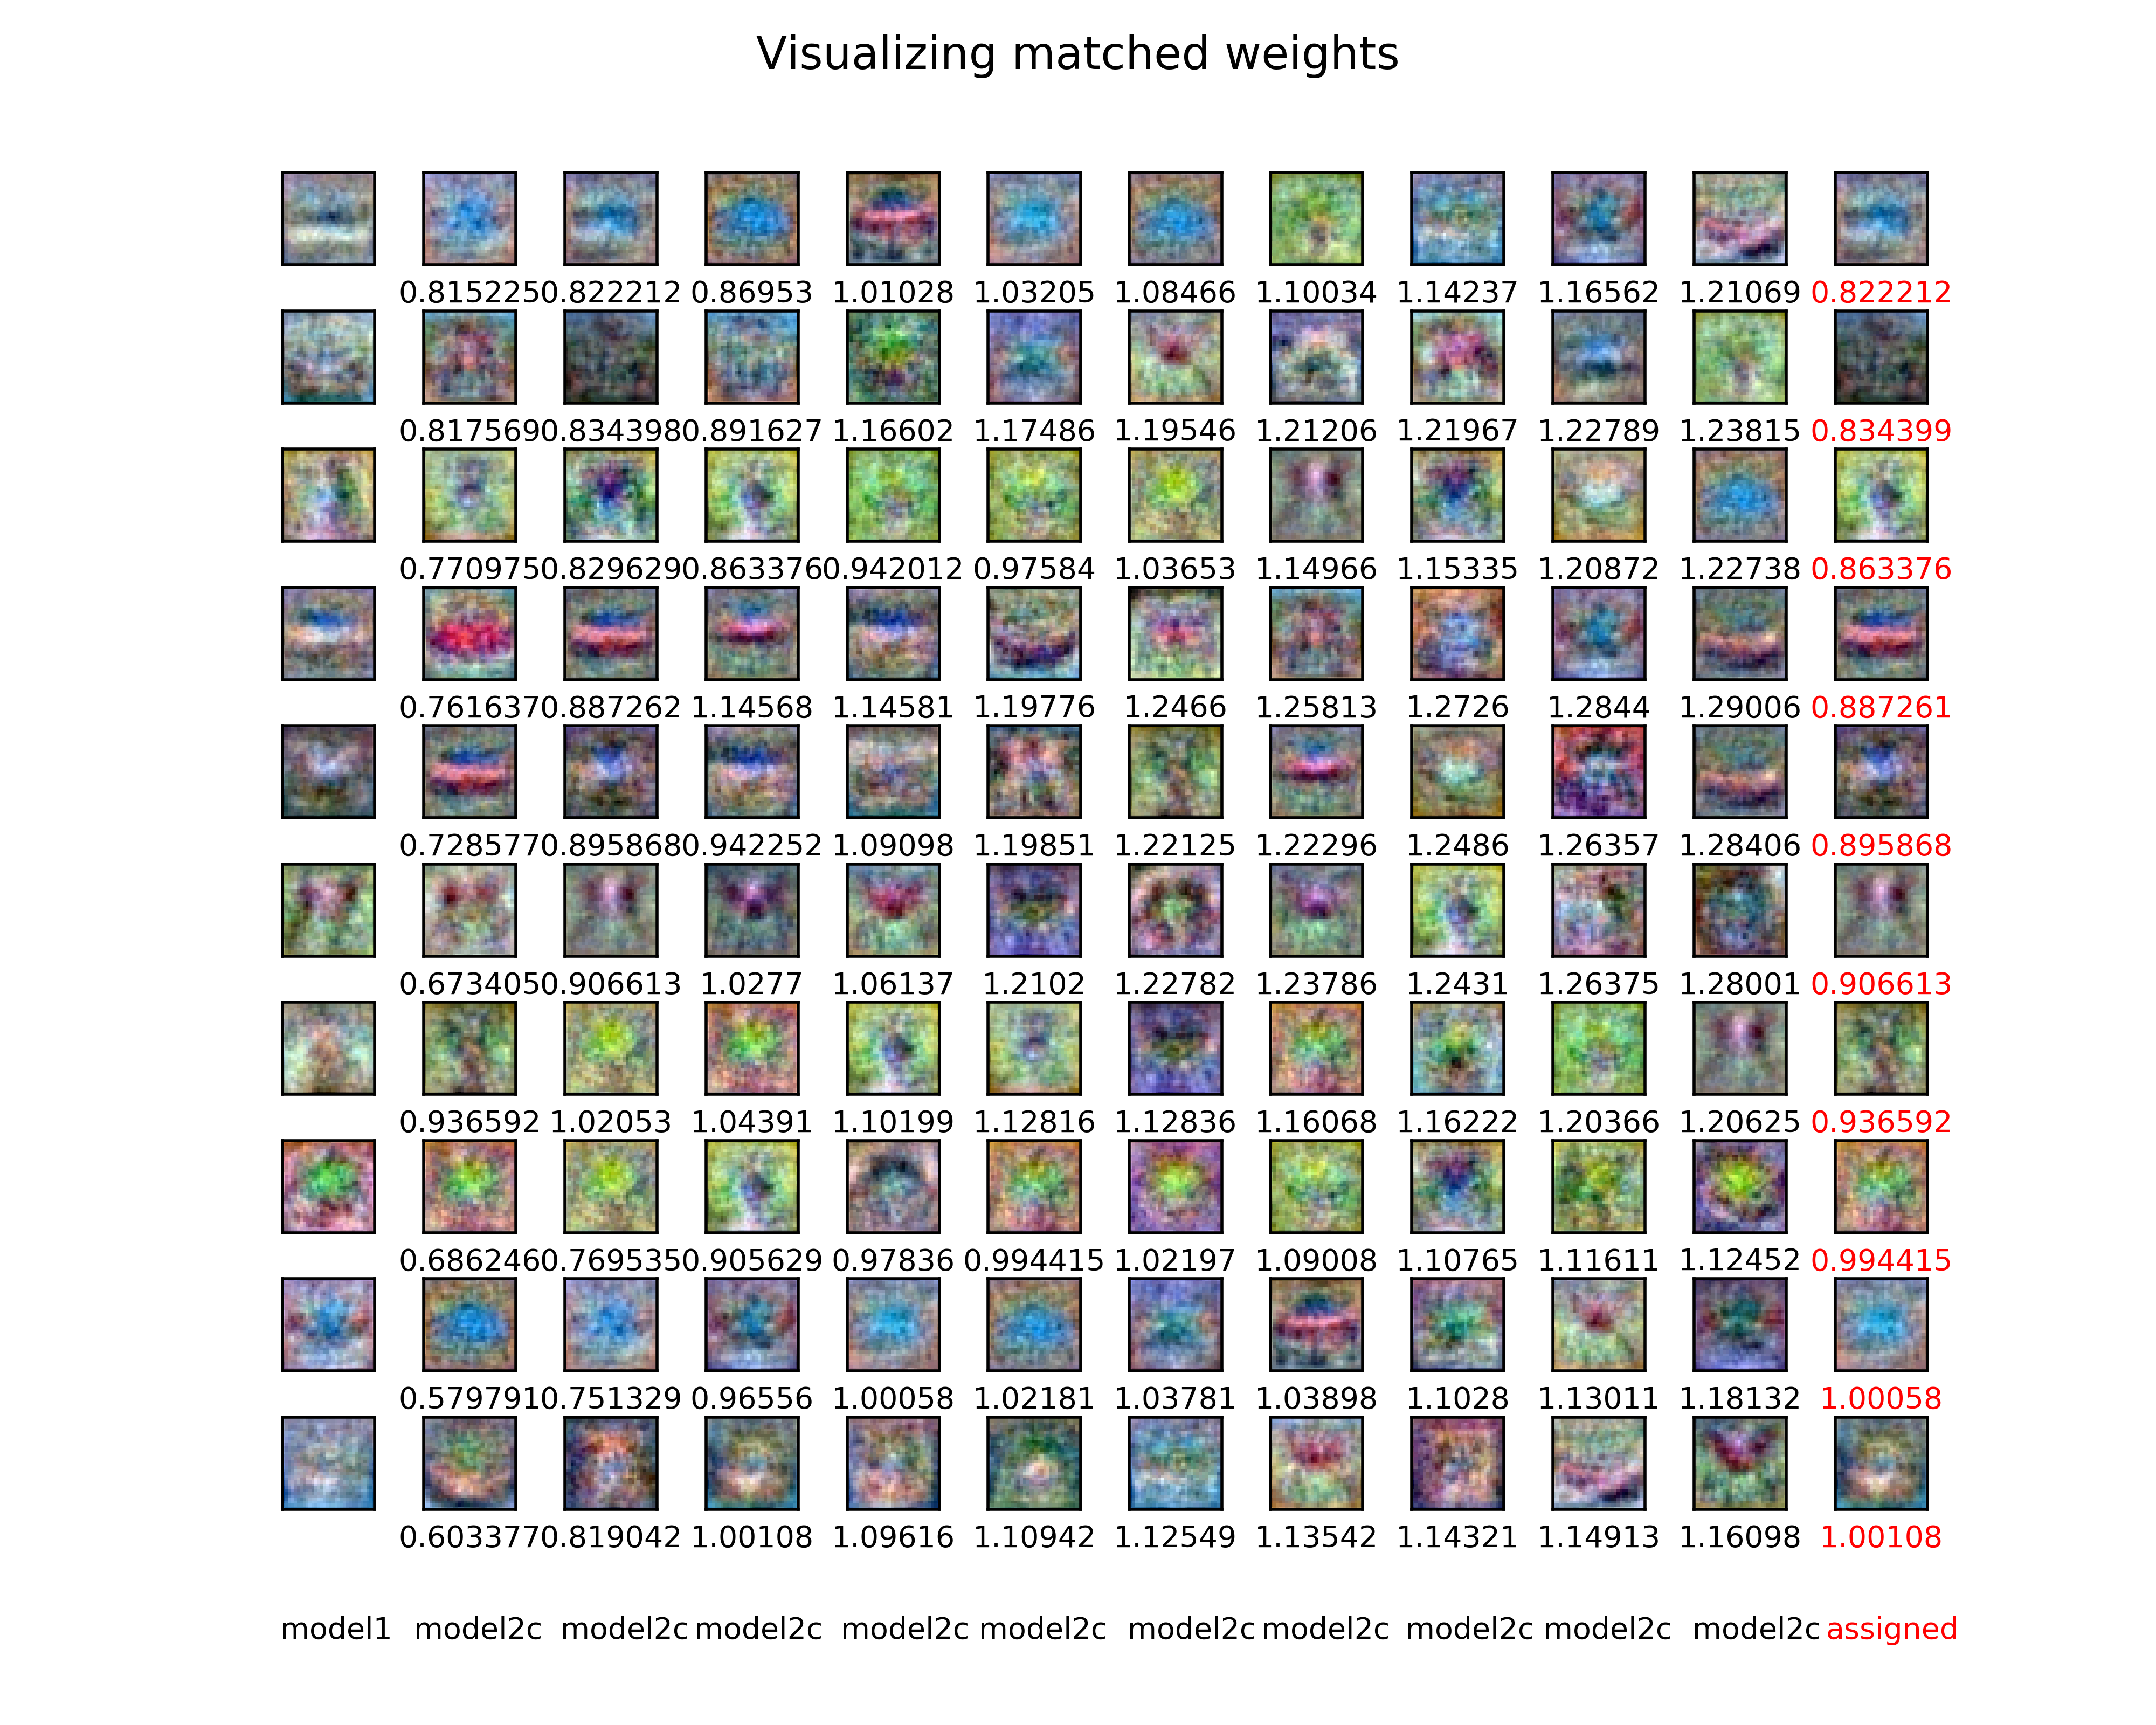 Visualizing matched weights
0.815225 0.822212 0.86953 1.01028 1.03205 1.08466 1.10034 1.14237 1.16562 1.21069 0.822212
0.817569 0.834398 0.891627 1.16602 1.17486 1.19546 1.21206 1.21967 1.22789 1.23815 0.834399
0.770975 0.829629 0.863376 0.942012 0.97584 1.03653 1.14966 1.15335 1.20872 1.22738 0.863376
0.761637 0.887262 1.14568 1.14581 1.19776 1.2466 1.25813 1.2726 1.2844 1.29006 0.887261
0.728577 0.895868 0.942252 1.09098 1.19851 1.22125 1.22296 1.2486 1.26357 1.28406 0.895868
0.673405 0.906613 1.0277 1.06137 1.2102 1.22782 1.23786 1.2431 1.26375 1.28001 0.906613
0.936592 1.02053 1.04391 1.10199 1.12816 1.12836 1.16068 1.16222 1.20366 1.20625 0.936592
0.686246 0.769535 0.905629 0.97836 0.994415 1.02197 1.09008 1.10765 1.11611 1.12452 0.994415
0.579791 0.751329 0.96556 1.00058 1.02181 1.03781 1.03898 1.1028 1.13011 1.18132 1.00058
0.603377 0.819042 1.00108 1.09616 1.10942 1.12549 1.13542 1.14321 1.14913 1.16098 1.00108
model1 model2c model2c model2c model2c model2c model2c model2c model2c model2c model2c assigned